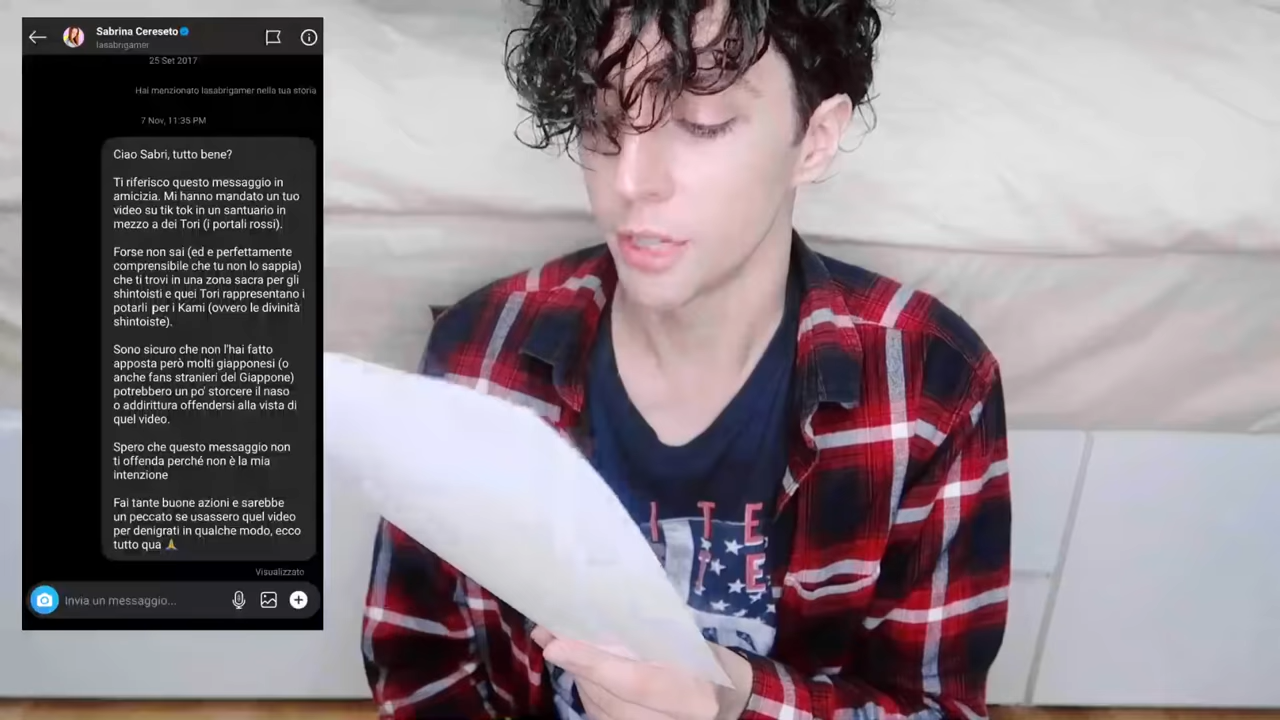 Sabrina Cereseto
lasabrigamer
25 Set 2017
Hai menzionato lasabrigamer nella tua storia
7 Nov, 11:35 PM
Ciao Sabri, tutto bene?
Ti riferisco questo messaggio in
amicizia. Mi hanno mandato un tuo
video su tik tok in un santuario in
mezzo a dei Tori (i portali rossi).
Forse non sai (ed e perfettamente
comprensibile che tu non lo sappia)
che ti trovi in una zona sacra per gli
shintoisti e quei Tori rappresentano i
potarli per i Kami (ovvero le divinità
shintoiste).
Sono sicuro che non l'hai fatto
apposta però molti giapponesi (o
anche fans stranieri del Giappone)
potrebbero un po' storcere il naso
o addirittura offendersi alla vista di
quel video.
Spero che questo messaggio non
ti offenda perché non è la mia
intenzione
Fai tante buone azioni e sarebbe
un peccato se usassero quel video
per denigrati in qualche modo, ecco
tutto qua 🙏
Visualizzato
Invia un messaggio...